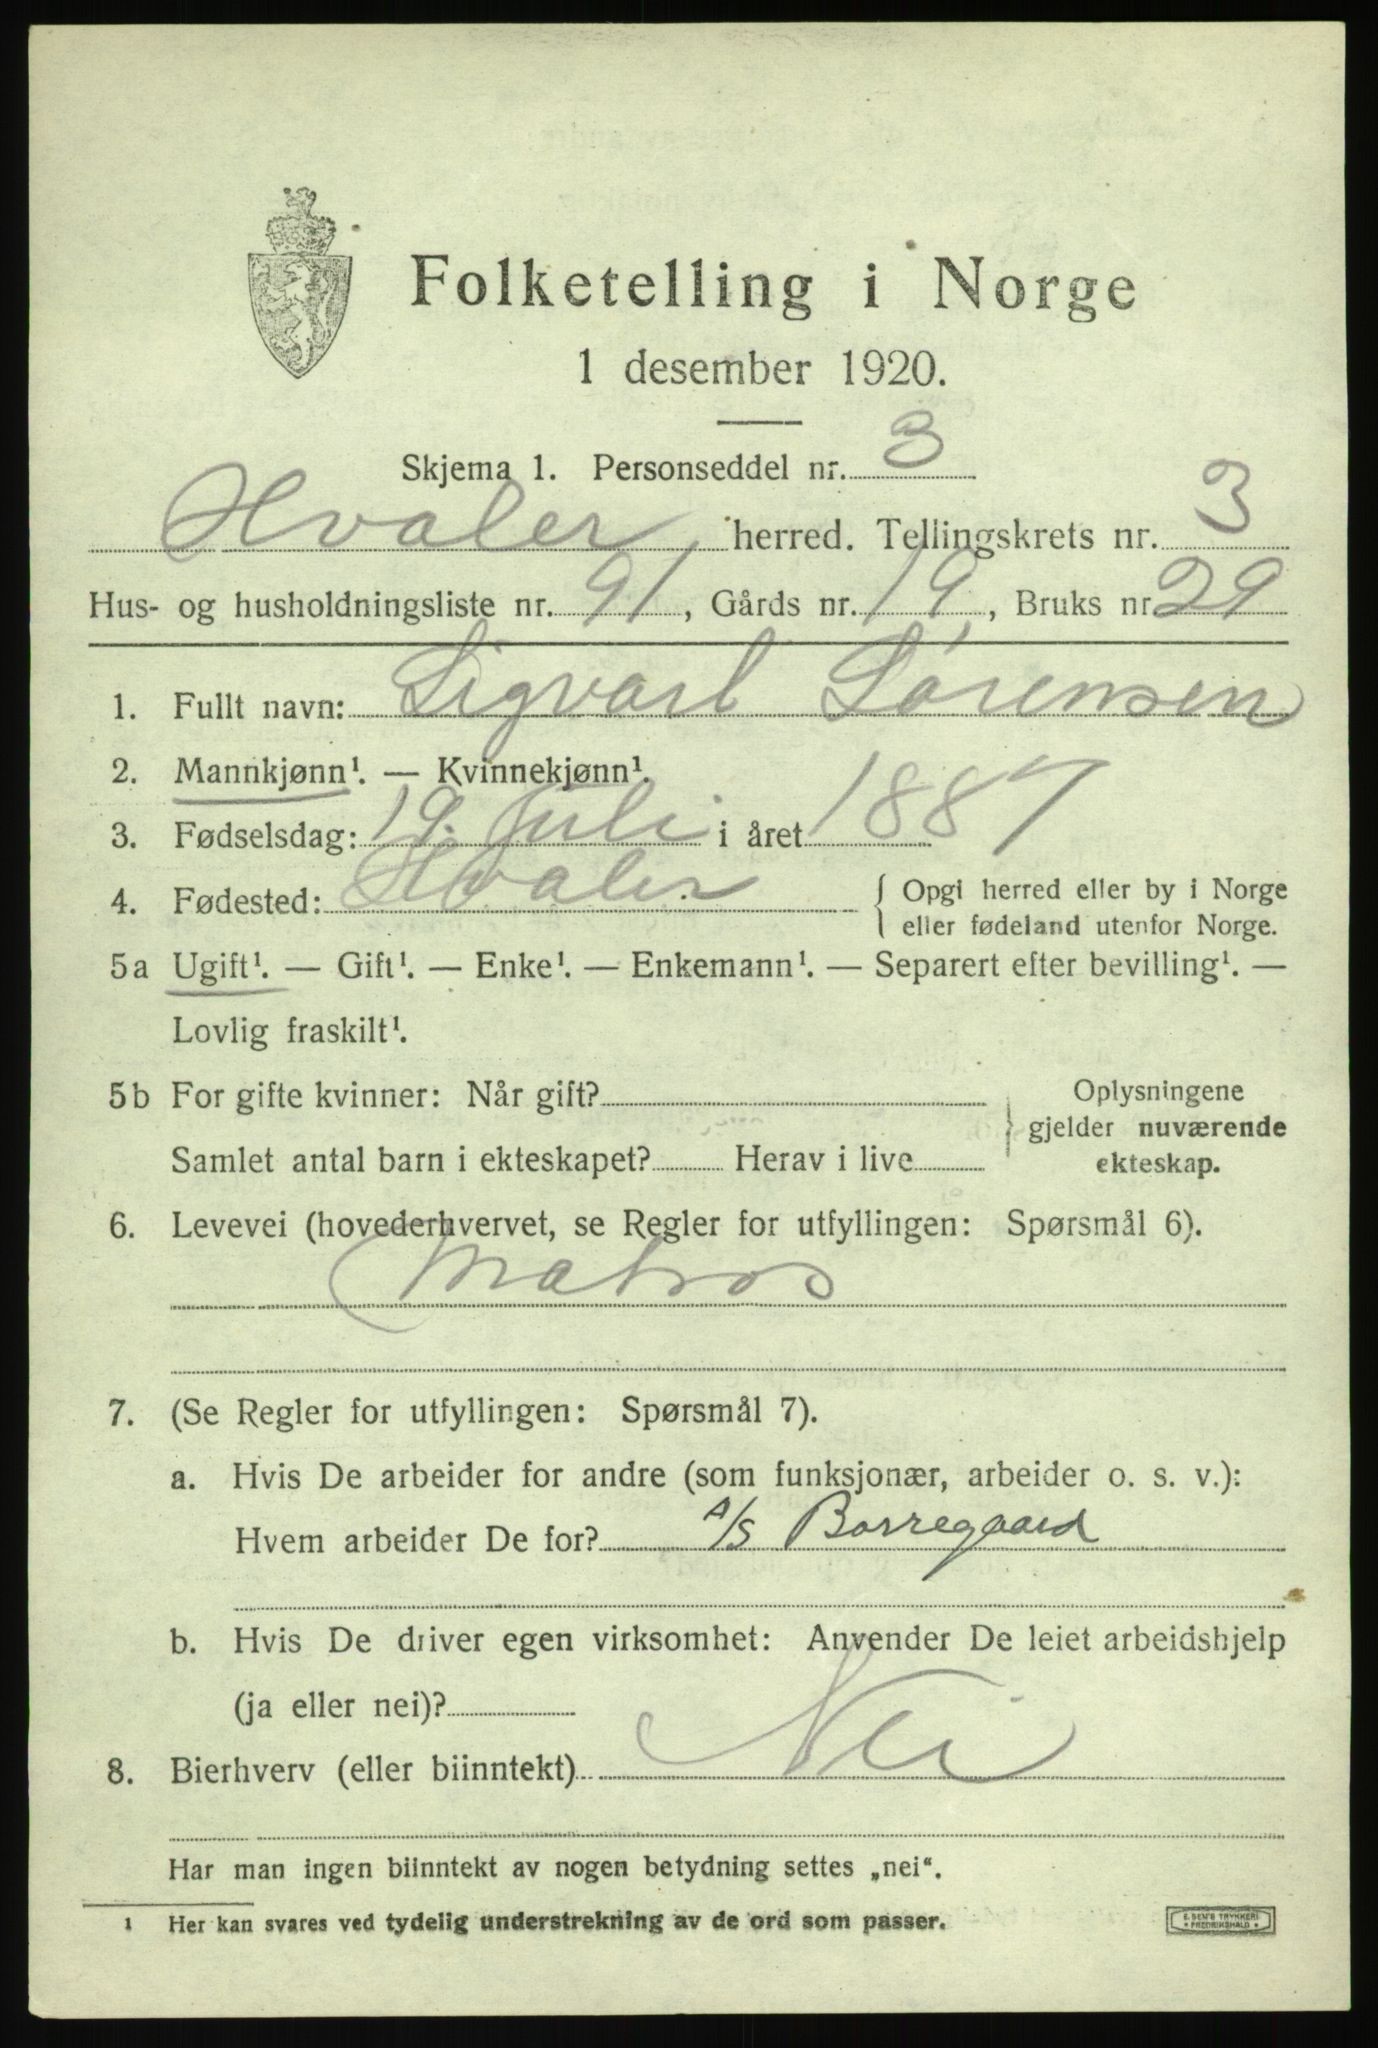 Folketelling i Norge
1 desember 1920.
Skjema 1. Personseddel nr. 3
Hvaler herred. Tellingskrets nr. 3
Hus- og husholdningsliste nr. 91, Gårds nr. 19, Bruks nr. 29
1. Fullt navn: Sigvart Sörensen
2. Mannkjønn¹. — Kvinnekjønn¹.
3. Fødselsdag: 19. Juli i året 1887
4. Fødested: Hvaler { Opgi herred eller by i Norge
eller fødeland utenfor Norge.
5a Ugift¹. — Gift¹. — Enke¹. — Enkemann¹. — Separert efter bevilling¹. —
Lovlig fraskilt¹.
5b For gifte kvinner: Når gift?
Samlet antal barn i ekteskapet? Herav i live
} Oplysningene
gjelder nuværende
ekteskap.
6. Levevei (hovederhvervet, se Regler for utfyllingen: Spørsmål 6).
Matros
7. (Se Regler for utfyllingen: Spørsmål 7).
a. Hvis De arbeider for andre (som funksjonær, arbeider o. s. v.):
Hvem arbeider De for? A/S Borregaard
b. Hvis De driver egen virksomhet: Anvender De leiet arbeidshjelp
(ja eller nei)?
8. Bierhverv (eller biinntekt) Nei
Har man ingen biinntekt av nogen betydning settes „nei“.
1 Her kan svares ved tydelig understrekning av de ord som passer.
E. SEM'S TRYKKERI
• FREDRIKSHALD •